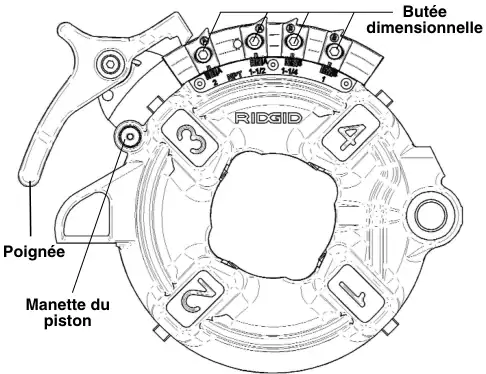 Butée
dimensionnelle
2 NPT 1-1/2 1-1/4
RIDGID
3
4
Poignée
2
1
Manette du
piston